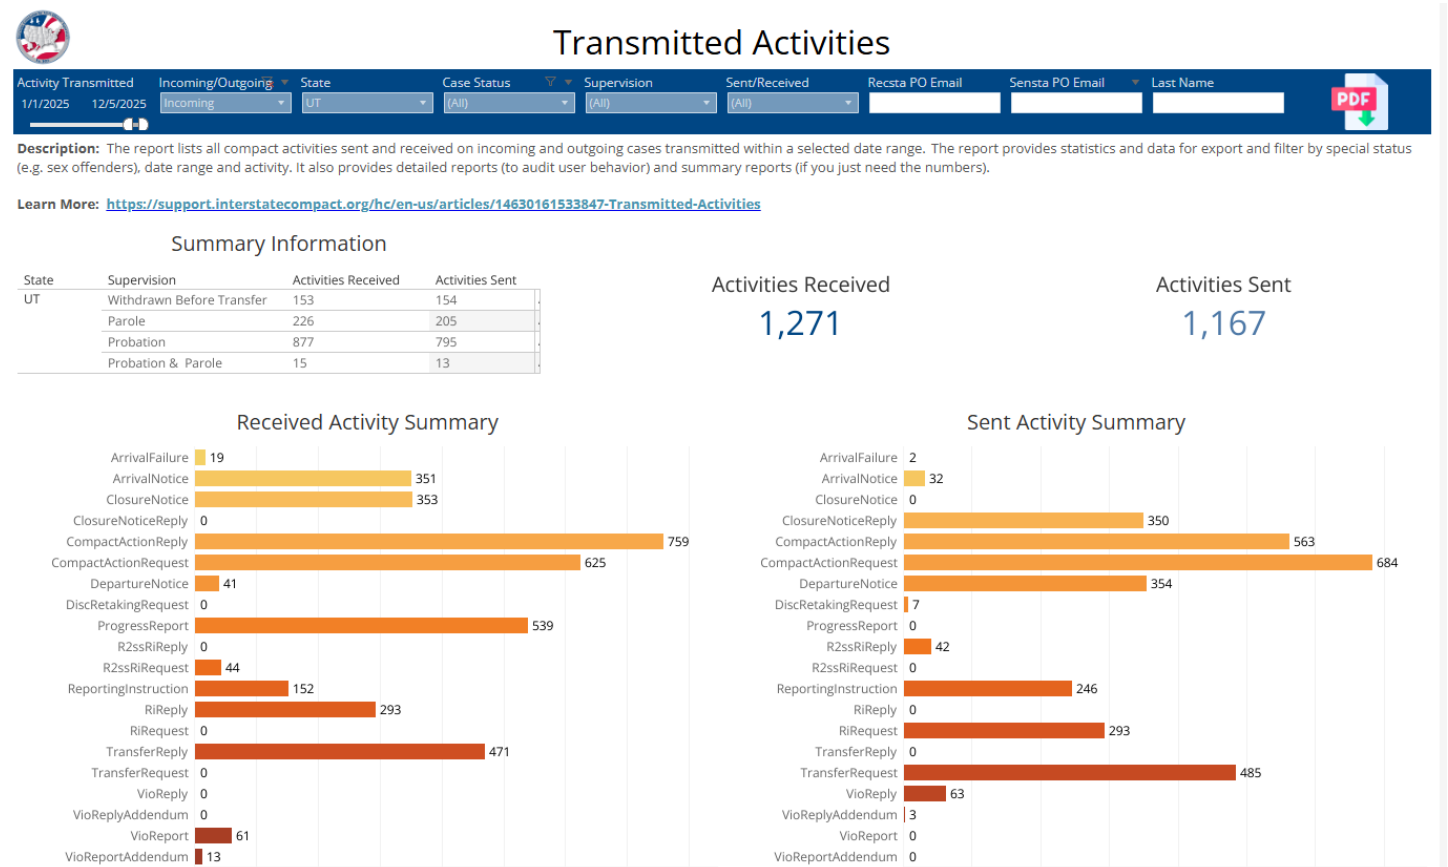 Transmitted Activities
Activity Transmitted Incoming/Outgoing State Case Status Supervision Sent/Received Recsta PO Email Sensta PO Email Last Name
1/1/2025 12/5/2025 Incoming UT (All) (All) (All)
PDF
Description: The report lists all compact activities sent and received on incoming and outgoing cases transmitted within a selected date range. The report provides statistics and data for export and filter by special status
(e.g. sex offenders), date range and activity. It also provides detailed reports (to audit user behavior) and summary reports (if you just need the numbers).
Learn More: https://support.interstatecompact.org/hc/en-us/articles/14630161533847-Transmitted-Activities
Summary Information
State Supervision Activities Received Activities Sent
UT Withdrawn Before Transfer 153 154
Parole 226 205
Probation 877 795
Probation & Parole 15 13
Activities Received
1,271
Activities Sent
1,167
Received Activity Summary
ArrivalFailure 19
ArrivalNotice 351
ClosureNotice 353
ClosureNoticeReply 0
CompactActionReply 759
CompactActionRequest 625
DepartureNotice 41
DiscRetakingRequest 0
ProgressReport 539
R2ssRiReply 0
R2ssRiRequest 44
ReportingInstruction 152
RiReply 293
RiRequest 0
TransferReply 471
TransferRequest 0
VioReply 0
VioReplyAddendum 0
VioReport 61
VioReportAddendum 13
Sent Activity Summary
ArrivalFailure 2
ArrivalNotice 32
ClosureNotice 0
ClosureNoticeReply 350
CompactActionReply 563
CompactActionRequest 684
DepartureNotice 354
DiscRetakingRequest 7
ProgressReport 0
R2ssRiReply 42
R2ssRiRequest 0
ReportingInstruction 246
RiReply 0
RiRequest 293
TransferReply 0
TransferRequest 485
VioReply 63
VioReplyAddendum 3
VioReport 0
VioReportAddendum 0